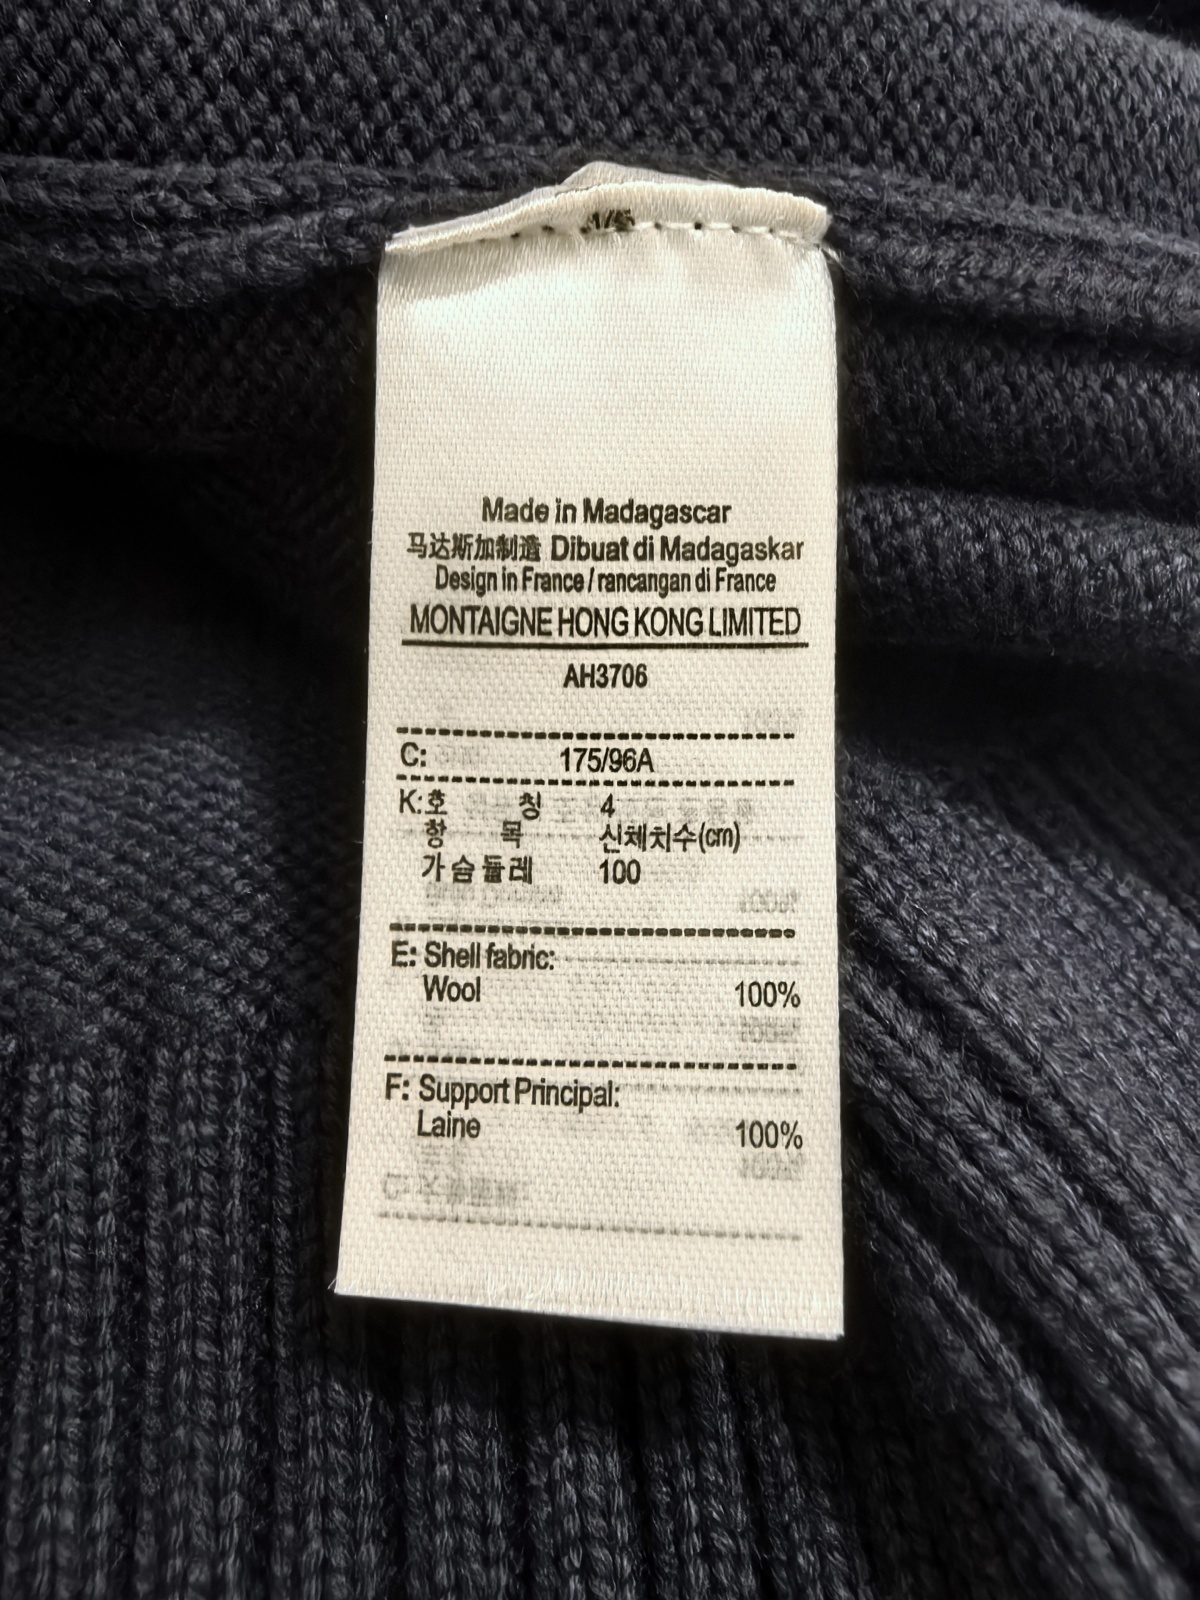 Made in Madagascar
马达斯加制造 Dibuat di Madagaskar
Design in France / rancangan di France
MONTAIGNE HONG KONG LIMITED
AH3706
C: 175/96A
K:호 칭 4
항 목 신체치수(cm)
가슴둘레 100
E: Shell fabric:
Wool 100%
F: Support Principal:
Laine 100%